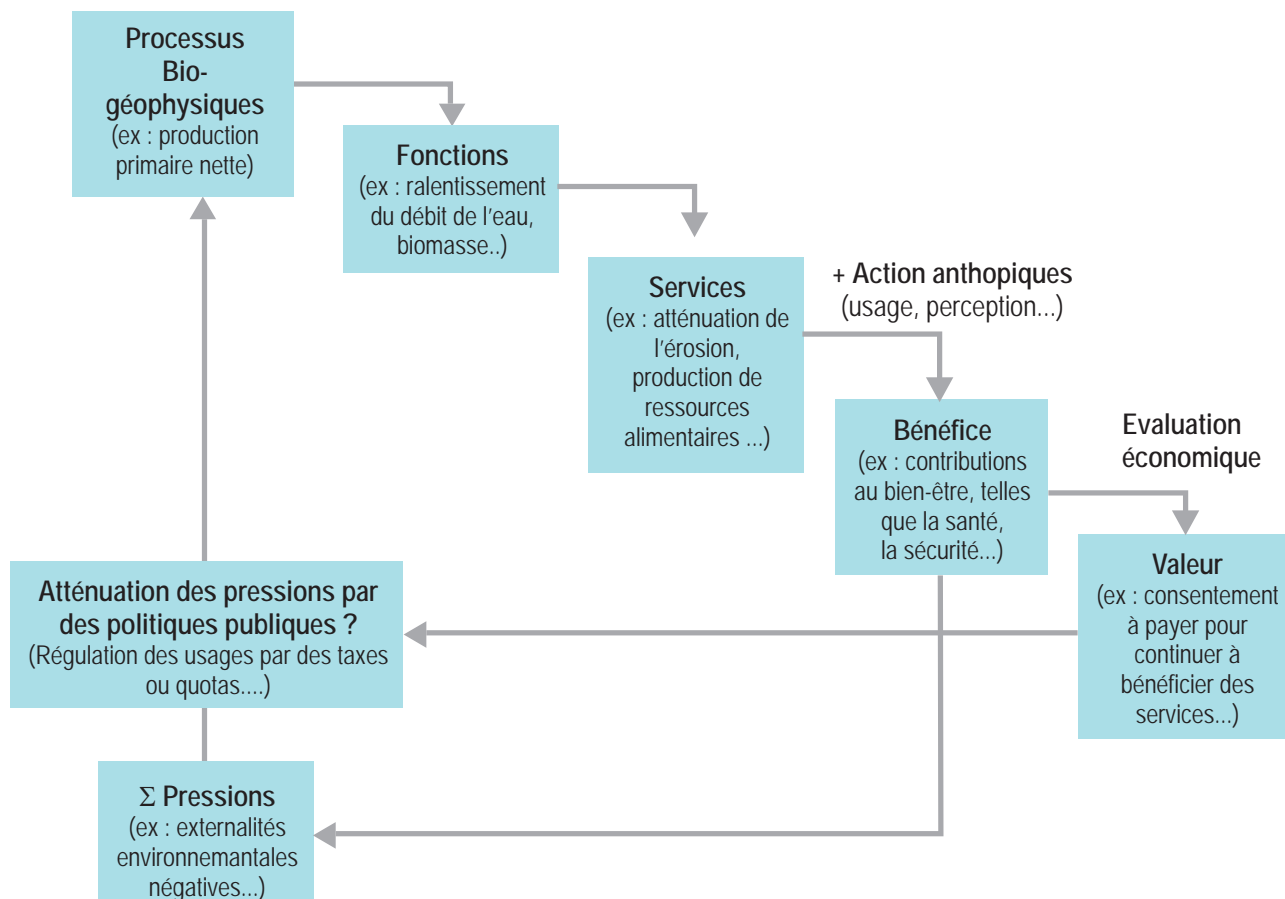 Processus
Bio-
géophysiques
(ex : production
primaire nette)
Fonctions
(ex : ralentissement
du débit de l'eau,
biomasse..)
Services
(ex : atténuation de
l'érosion,
production de
ressources
alimentaires ...)
+ Action anthopiques
(usage, perception...)
Bénéfice
(ex : contributions
au bien-être, telles
que la santé,
la sécurité...)
Evaluation
économique
Valeur
(ex : consentement
à payer pour
continuer à
bénéficier des
services...)
Atténuation des pressions par
des politiques publiques ?
(Régulation des usages par des taxes
ou quotas....)
Σ Pressions
(ex : externalités
environnemantales
négatives...)